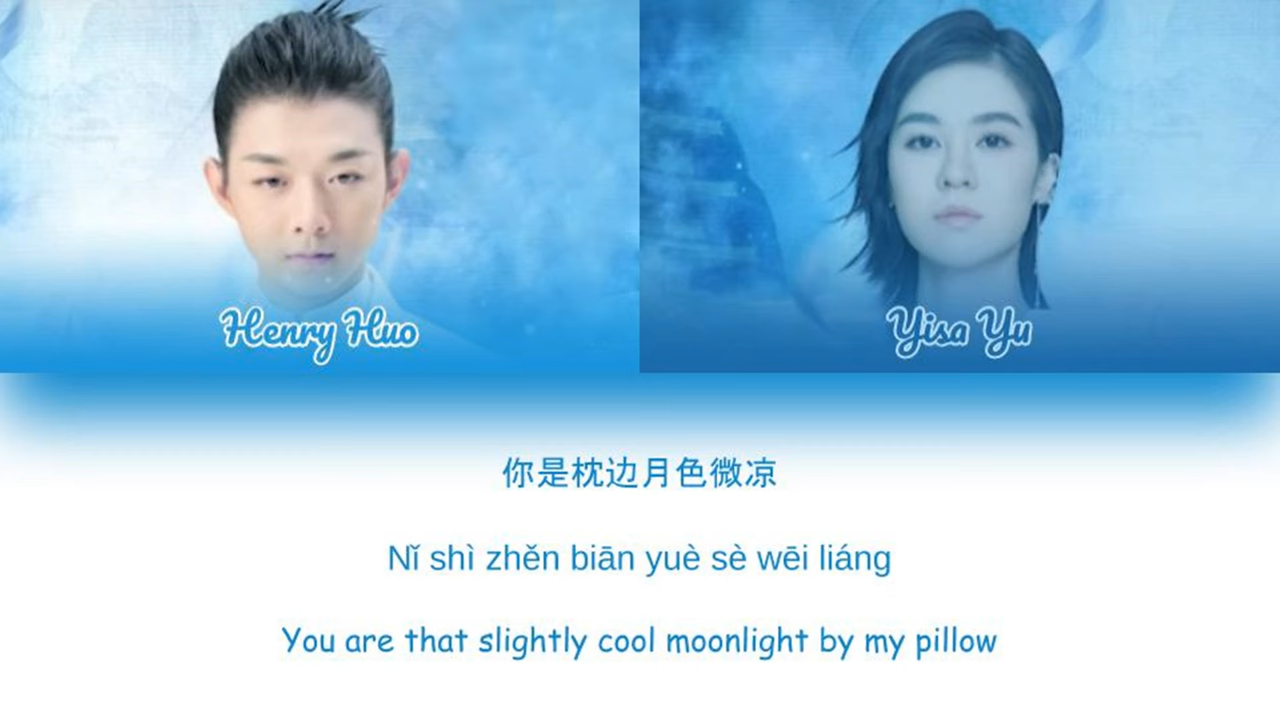 Henry Huo
Yisa Yu
你是枕边月色微凉
Nǐ shì zhěn biān yuè sè wēi liáng
You are that slightly cool moonlight by my pillow